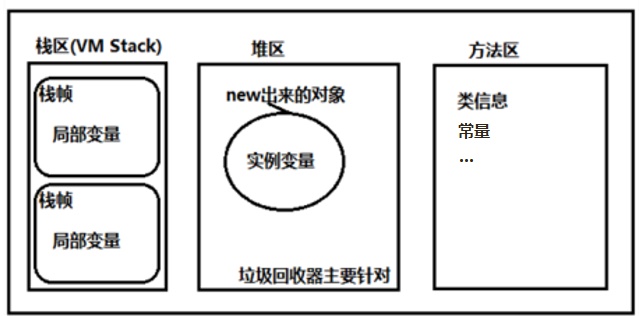 栈区(VM Stack)
堆区
方法区
栈帧
局部变量
栈帧
局部变量
new出来的对象
实例变量
垃圾回收器主要针对
类信息
常量
...